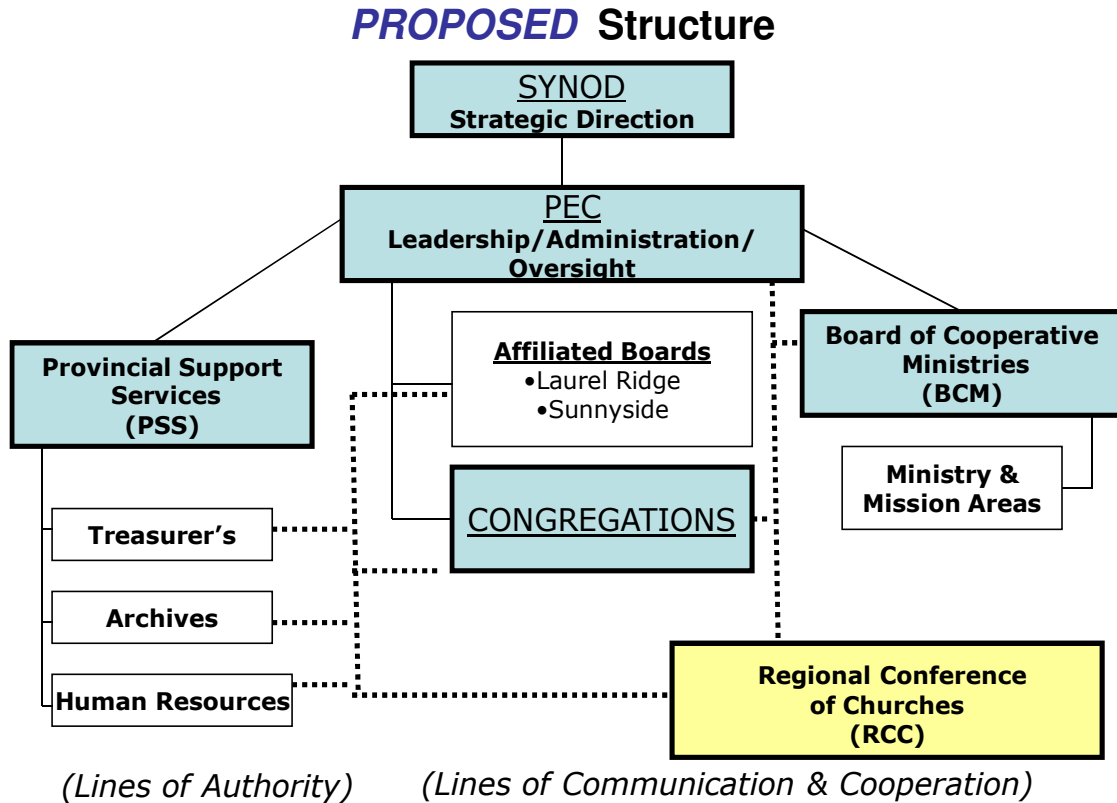 PROPOSED Structure
SYNOD
Strategic Direction
PEC
Leadership/Administration/
Oversight
Provincial Support
Services
(PSS)
Affiliated Boards
•Laurel Ridge
•Sunnyside
Board of Cooperative
Ministries
(BCM)
Ministry &
Mission Areas
CONGREGATIONS
Treasurer's
Archives
Human Resources
Regional Conference
of Churches
(RCC)
(Lines of Authority)
(Lines of Communication & Cooperation)